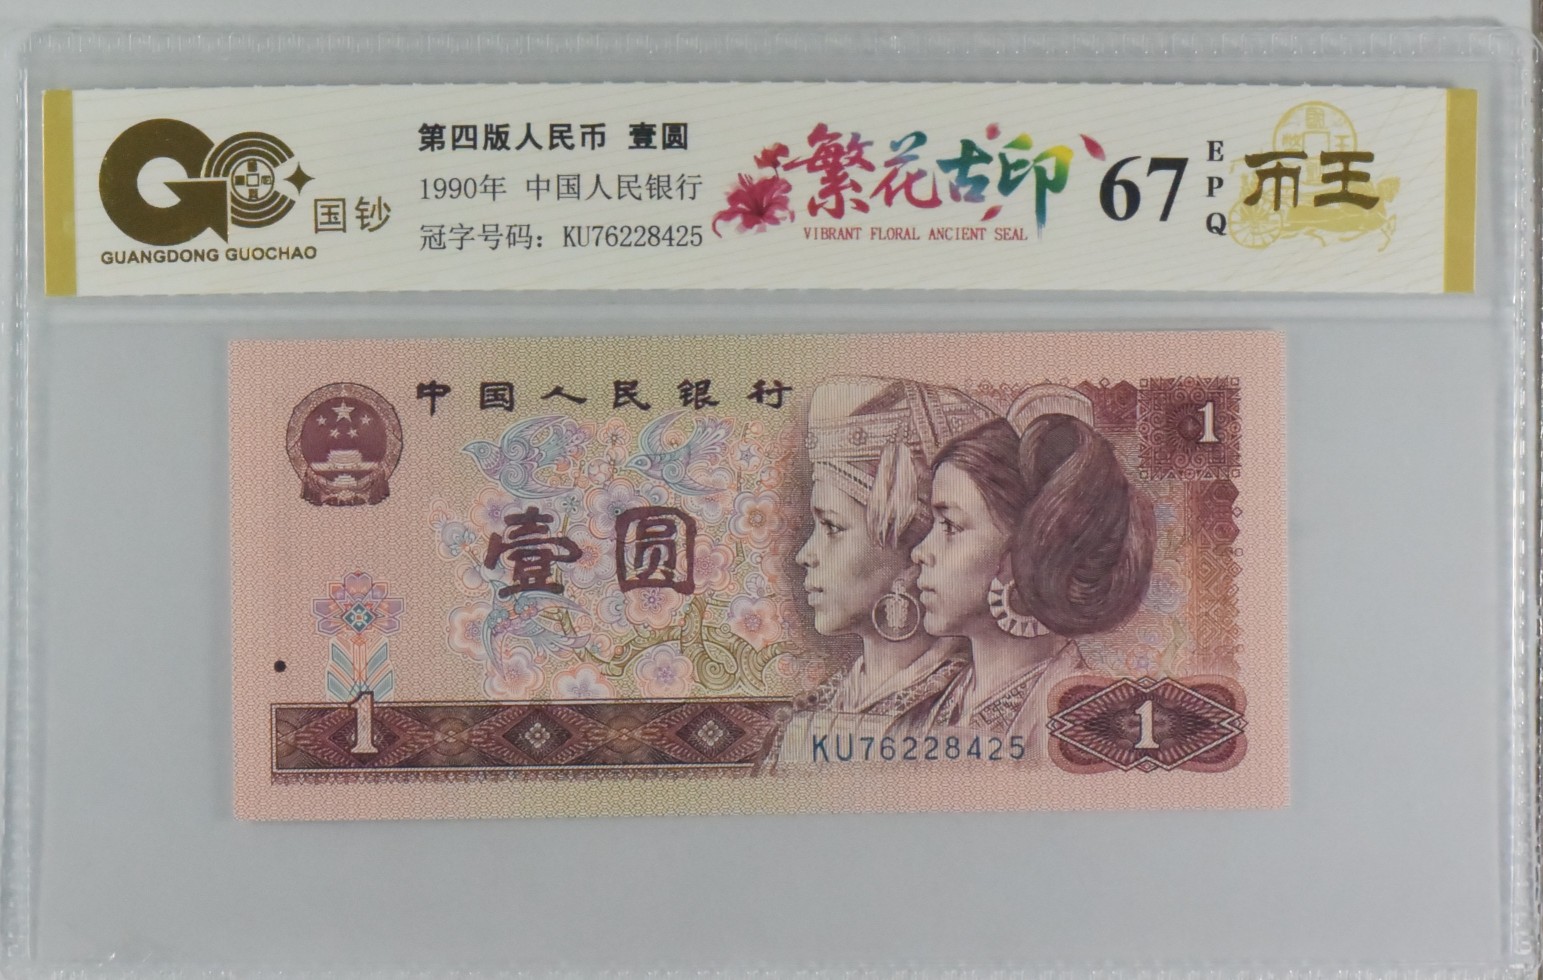 国钞
GUANGDONG GUOCHAO
第四版人民币 壹圆
1990年 中国人民银行
冠字号码：KU76228425
繁花古印
VIBRANT FLORAL ANCIENT SEAL
67
EPQ
币王
中国人民银行
1
壹圆
1
KU76228425
1